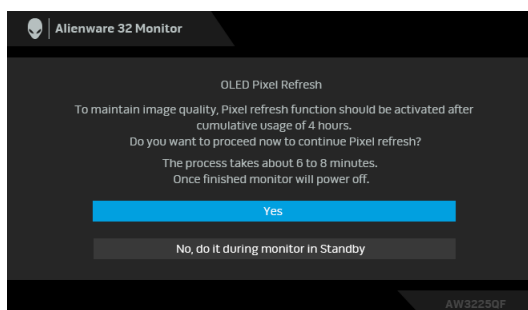 Alienware 32 Monitor
OLED Pixel Refresh
To maintain image quality, Pixel refresh function should be activated after
cumulative usage of 4 hours.
Do you want to proceed now to continue Pixel refresh?
The process takes about 6 to 8 minutes.
Once finished monitor will power off.
Yes
No, do it during monitor in Standby
AW3225QF